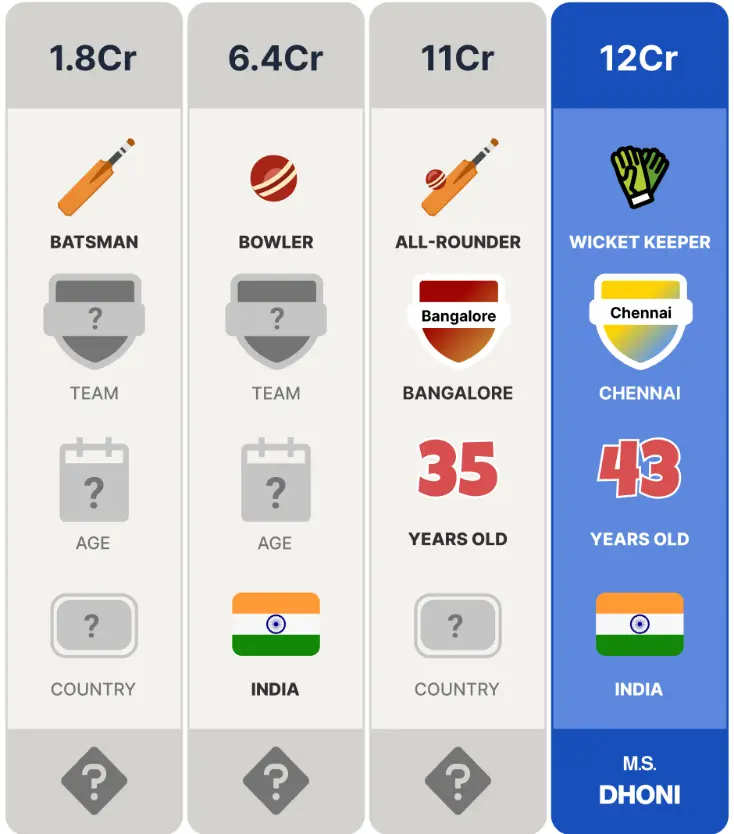 1.8Cr
BATSMAN
?
TEAM
?
AGE
?
COUNTRY
?
6.4Cr
BOWLER
?
TEAM
?
AGE
INDIA
?
11Cr
ALL-ROUNDER
Bangalore
BANGALORE
35
YEARS OLD
?
COUNTRY
?
12Cr
WICKET KEEPER
Chennai
CHENNAI
43
YEARS OLD
INDIA
M.S.
DHONI